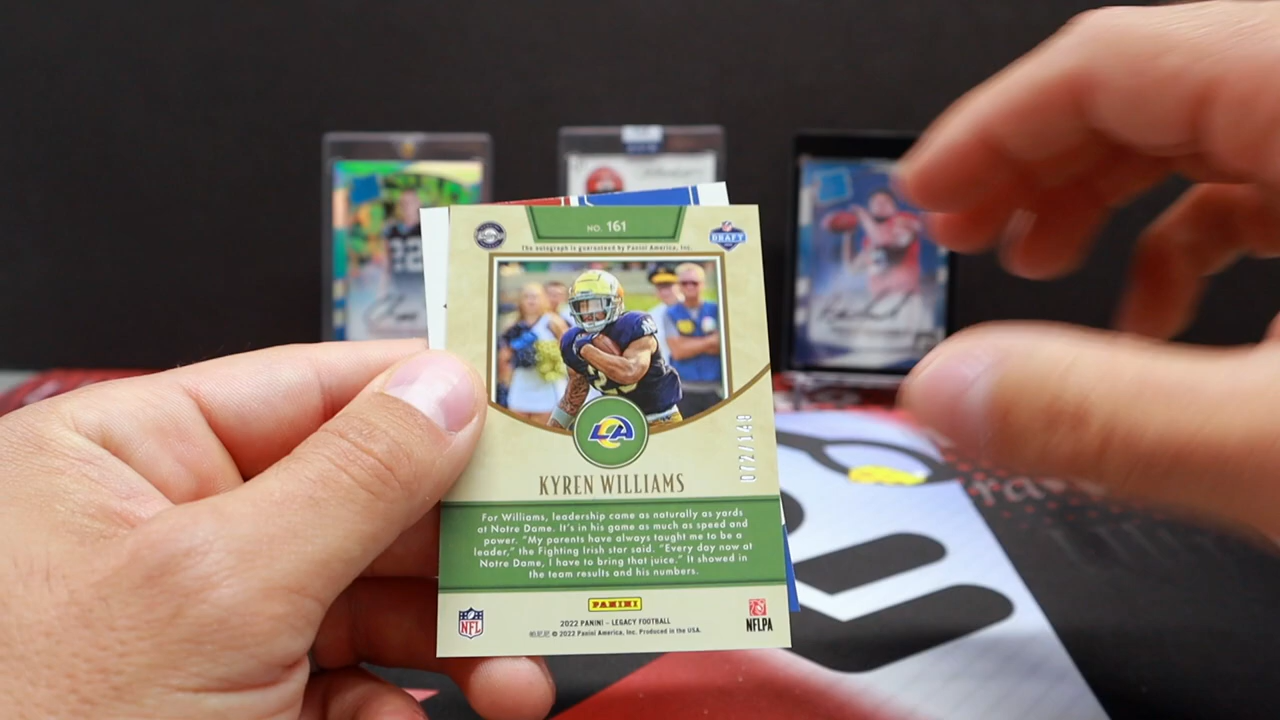 NO. 161
The autograph is guaranteed by Panini America, Inc.
DRAFT
LA
072/149
KYREN WILLIAMS
For Williams, leadership came as naturally as yards
at Notre Dame. It's in his game as much as speed and
power. "My parents have always taught me to be a
leader," the Fighting Irish star said. "Every day now at
Notre Dame, I have to bring that juice." It showed in
the team results and his numbers.
PANINI
NFL
NFLPA
2022 PANINI – LEGACY FOOTBALL
© 2022 Panini America, Inc. Produced in the USA.